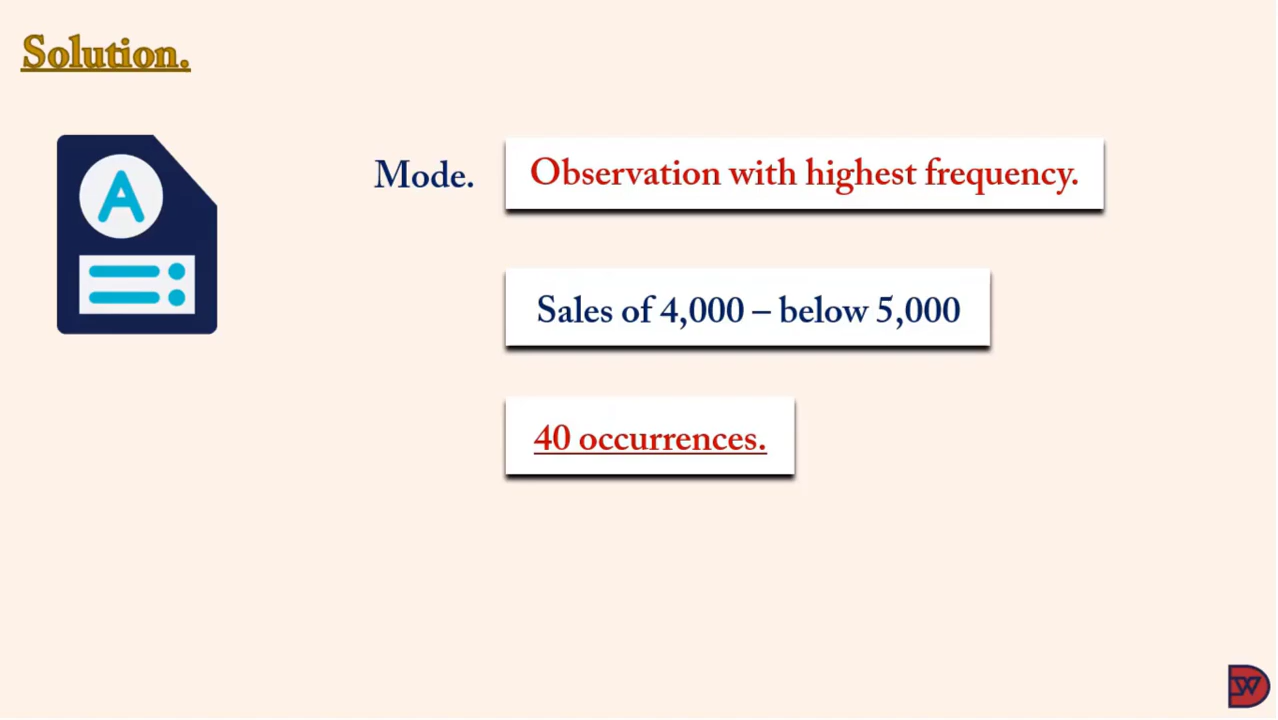 Solution.
A
Mode.
Observation with highest frequency.
Sales of 4,000 – below 5,000
40 occurrences.
W